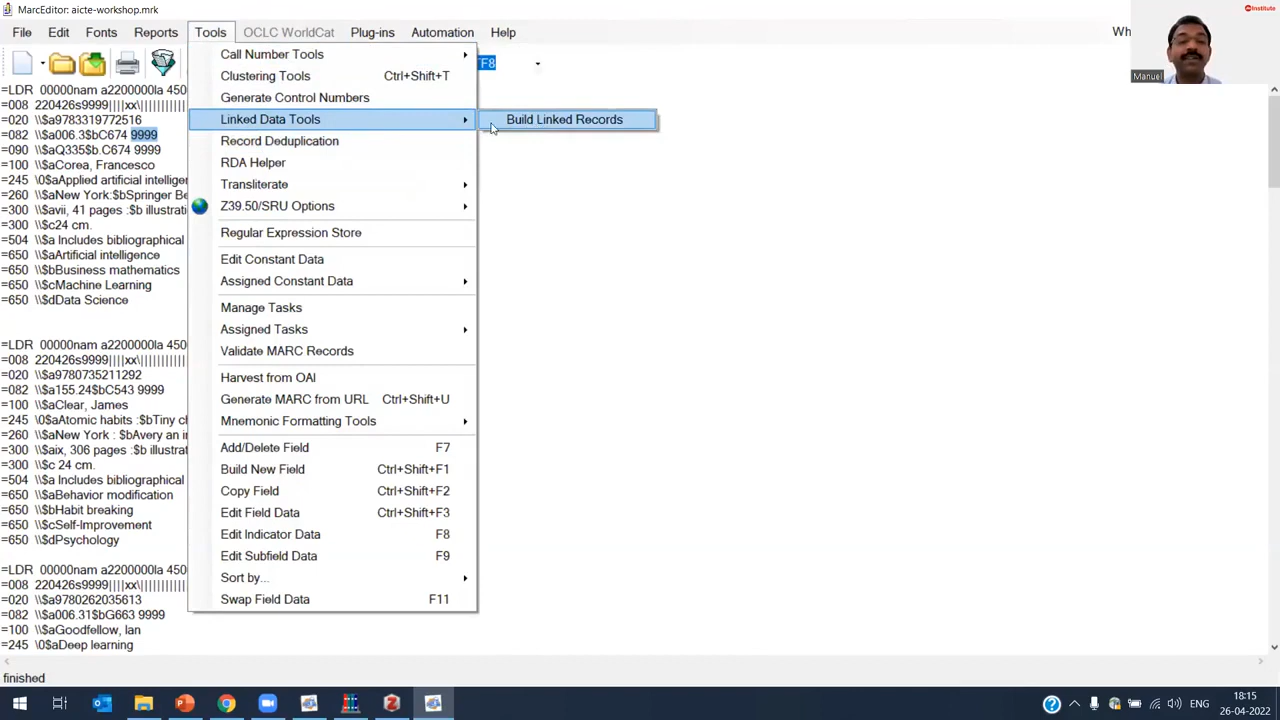 MarcEditor: aicte-workshop.mrk
Institute
File Edit Fonts Reports Tools OCLC WorldCat Plug-ins Automation Help Wh
Manuel
TF8
Call Number Tools
Clustering Tools Ctrl+Shift+T
Generate Control Numbers
Linked Data Tools
Build Linked Records
Record Deduplication
RDA Helper
Transliterate
Z39.50/SRU Options
Regular Expression Store
Edit Constant Data
Assigned Constant Data
Manage Tasks
Assigned Tasks
Validate MARC Records
Harvest from OAI
Generate MARC from URL Ctrl+Shift+U
Mnemonic Formatting Tools
Add/Delete Field F7
Build New Field Ctrl+Shift+F1
Copy Field Ctrl+Shift+F2
Edit Field Data Ctrl+Shift+F3
Edit Indicator Data F8
Edit Subfield Data F9
Sort by...
Swap Field Data F11
=LDR 00000nam a2200000Ia 450
=008 220426s9999||||xx\||||||||||||
=020 \\$a9783319772516
=082 \\$a006.3$bC674 9999
=090 \\$aQ335$b.C674 9999
=100 \\$aCorea, Francesco
=245 \0$aApplied artificial intelligen
=260 \\$aNew York:$bSpringer Be
=300 \\$avii, 41 pages :$b illustrati
=300 \\$c24 cm.
=504 \\$a Includes bibliographical
=650 \\$aArtificial intelligence
=650 \\$bBusiness mathematics
=650 \\$cMachine Learning
=650 \\$dData Science
=LDR 00000nam a2200000Ia 450
=008 220426s9999||||xx\||||||||||||
=020 \\$a9780735211292
=082 \\$a155.24$bC543 9999
=100 \\$aClear, James
=245 \0$aAtomic habits :$bTiny ch
=260 \\$aNew York : $bAvery an i
=300 \\$aix, 306 pages :$b illustrat
=300 \\$c 24 cm.
=504 \\$a Includes bibliographical
=650 \\$aBehavior modification
=650 \\$bHabit breaking
=650 \\$cSelf-Improvement
=650 \\$dPsychology
=LDR 00000nam a2200000Ia 450
=008 220426s9999||||xx\||||||||||||
=020 \\$a9780262035613
=082 \\$a006.31$bG663 9999
=100 \\$aGoodfellow, Ian
=245 \0$aDeep learning
finished
ENG
18:15
26-04-2022